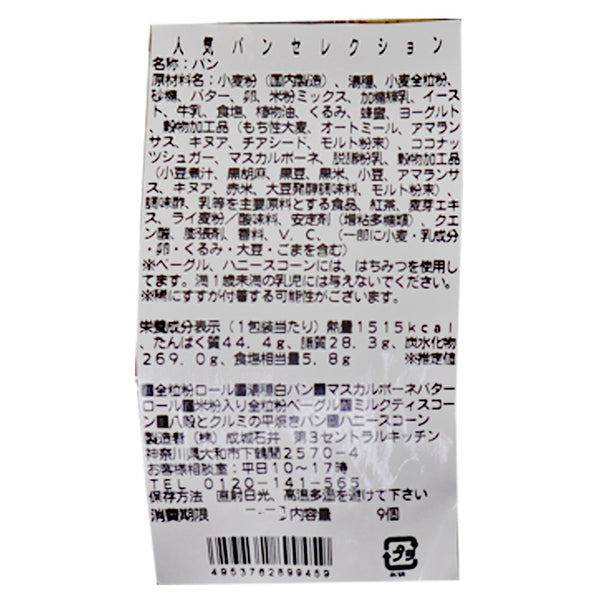 人気パンセレクション
名称：パン
原材料名：小麦粉（国内製造）、湯種、小麦全粒粉、
砂糖、バター、卵、米粉ミックス、加糖練乳、イース
ト、牛乳、食塩、植物油、くるみ、蜂蜜、ヨーグルト
、穀物加工品（もち性大麦、オートミール、アマラン
サス、キヌア、チアシード、モルト粉末）、ココナッ
ツシュガー、マスカルポーネ、脱脂粉乳、穀物加工品
（小豆煮汁、黒胡麻、黒豆、黒米、小豆、アマランサ
ス、キヌア、赤米、大豆発酵調味料、モルト粉末）、
調味酢、乳等を主要原料とする食品、紅茶、麦芽エキ
ス、ライ麦粉／酸味料、安定剤（増粘多糖類）、クエ
ン酸、膨張剤、香料、Ｖ．Ｃ、（一部に小麦・乳成分
・卵・くるみ・大豆・ごまを含む）
※ベーグル、ハニースコーンには、はちみつを使用し
てます。満１歳未満の乳児には与えないでください。
※稀にすすが付着する可能性がございます。
栄養成分表示（１包装当たり）熱量１５１５ｋｃａｌ
、たんぱく質４４．４ｇ、脂質２８．３ｇ、炭水化物
２６９．０ｇ、食塩相当量５．８ｇ ※推定値
全粒粉ロール 湯種白パン マスカルポーネバター
ロール 米粉入り全粒粉ベーグル ミルクティスコー
ン 八穀とクルミの平焼きパン ハニースコーン
製造者（株）成城石井 第３セントラルキッチン
神奈川県大和市下鶴間２５７０−４
お客様相談室：平日１０〜１７時
ＴＥＬ ０１２０−１４１−５６５
保存方法 直射日光、高温多湿を避けて下さい
消費期限 内容量 ９個
4953762899459
プラ